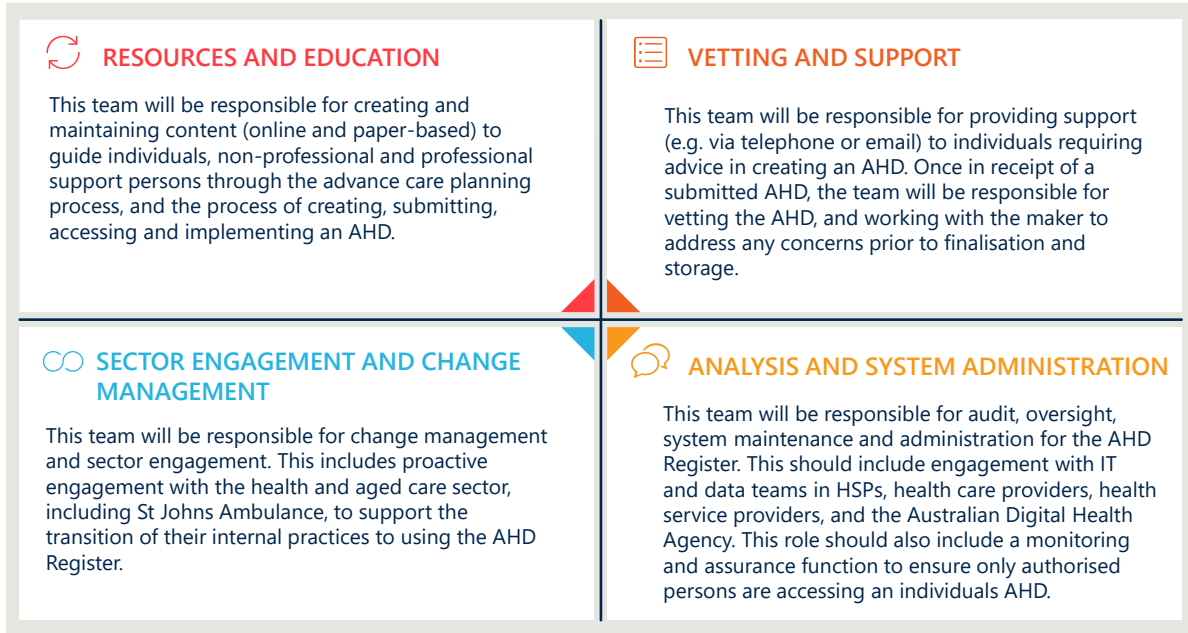 RESOURCES AND EDUCATION
This team will be responsible for creating and
maintaining content (online and paper-based) to
guide individuals, non-professional and professional
support persons through the advance care planning
process, and the process of creating, submitting,
accessing and implementing an AHD.
VETTING AND SUPPORT
This team will be responsible for providing support
(e.g. via telephone or email) to individuals requiring
advice in creating an AHD. Once in receipt of a
submitted AHD, the team will be responsible for
vetting the AHD, and working with the maker to
address any concerns prior to finalisation and
storage.
SECTOR ENGAGEMENT AND CHANGE
MANAGEMENT
This team will be responsible for change management
and sector engagement. This includes proactive
engagement with the health and aged care sector,
including St Johns Ambulance, to support the
transition of their internal practices to using the AHD
Register.
ANALYSIS AND SYSTEM ADMINISTRATION
This team will be responsible for audit, oversight,
system maintenance and administration for the AHD
Register. This should include engagement with IT
and data teams in HSPs, health care providers, health
service providers, and the Australian Digital Health
Agency. This role should also include a monitoring
and assurance function to ensure only authorised
persons are accessing an individuals AHD.